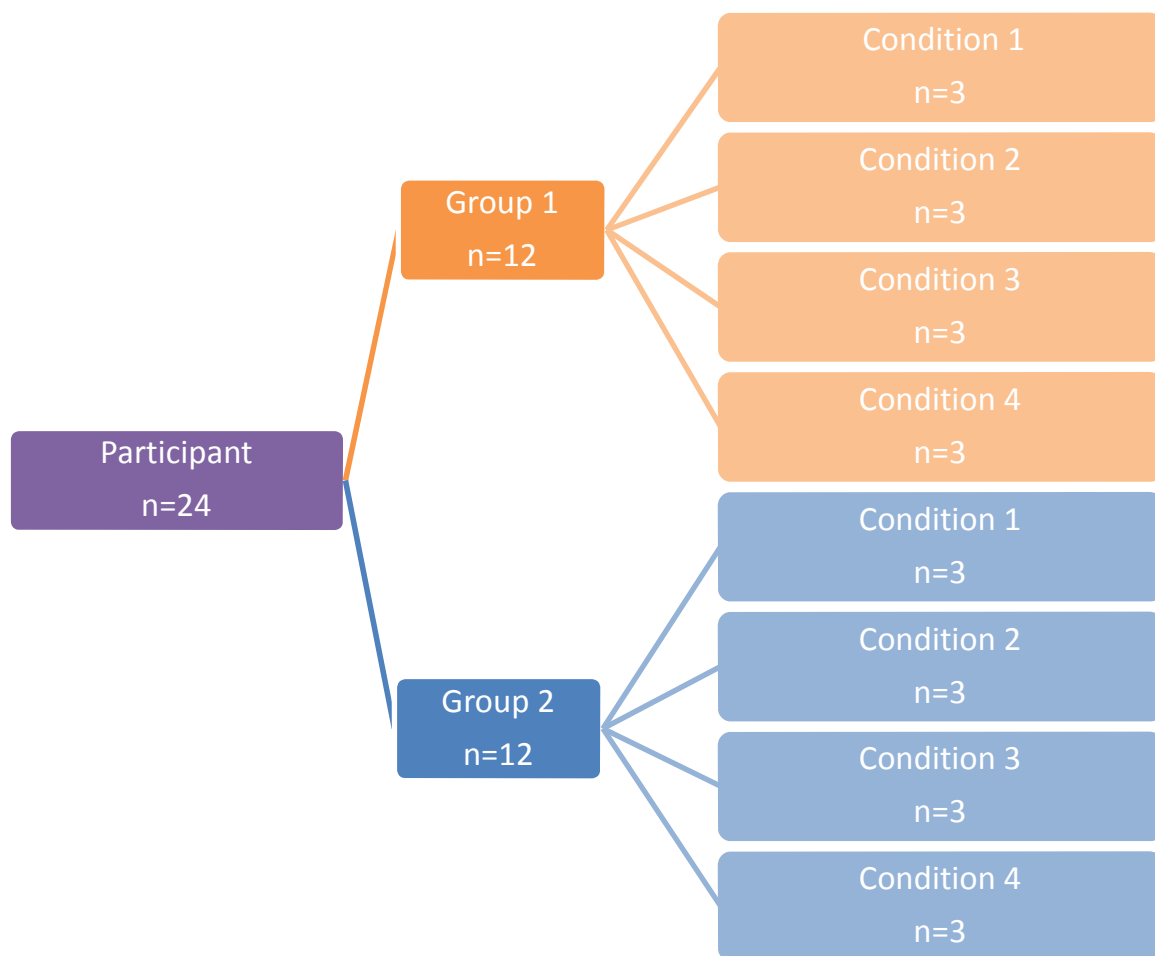 Condition 1
n=3
Condition 2
n=3
Group 1
n=12
Condition 3
n=3
Condition 4
n=3
Participant
n=24
Condition 1
n=3
Condition 2
n=3
Group 2
n=12
Condition 3
n=3
Condition 4
n=3